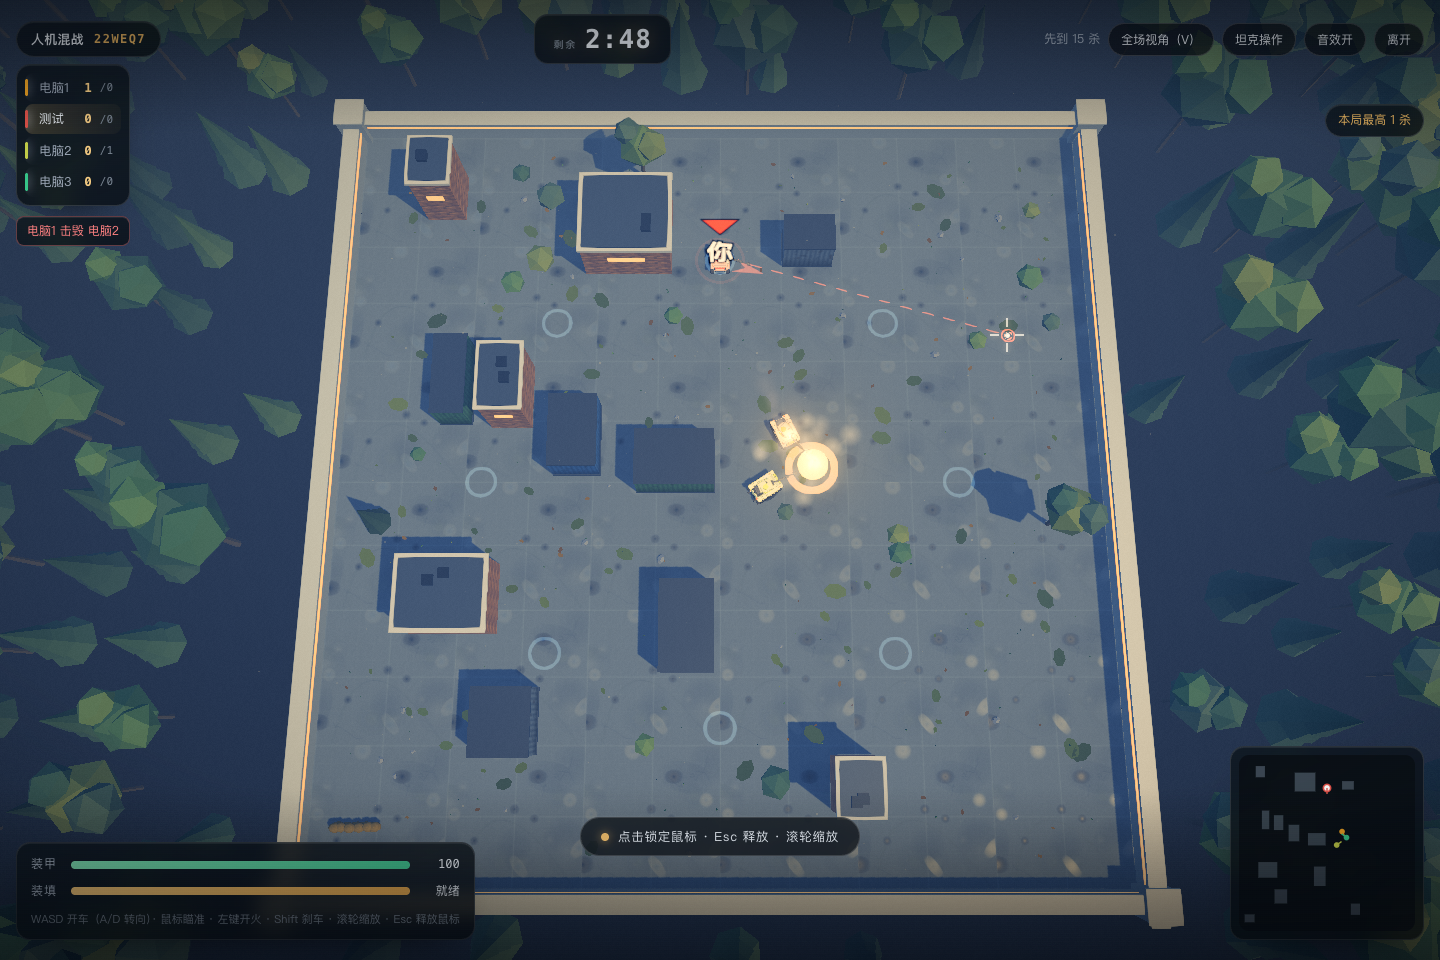 人机混战 22WEQ7
剩余 2:48
先到 15 杀 全场视角 (V) 坦克操作 音效开 离开
电脑1 1 /0
测试 0 /0
电脑2 0 /1
电脑3 0 /0
本局最高 1 杀
电脑1 击毁 电脑2
你
点击锁定鼠标 · Esc 释放 · 滚轮缩放
装甲 100
装填 就绪
WASD 开车 (A/D 转向) · 鼠标瞄准 · 左键开火 · Shift 刹车 · 滚轮缩放 · Esc 释放鼠标